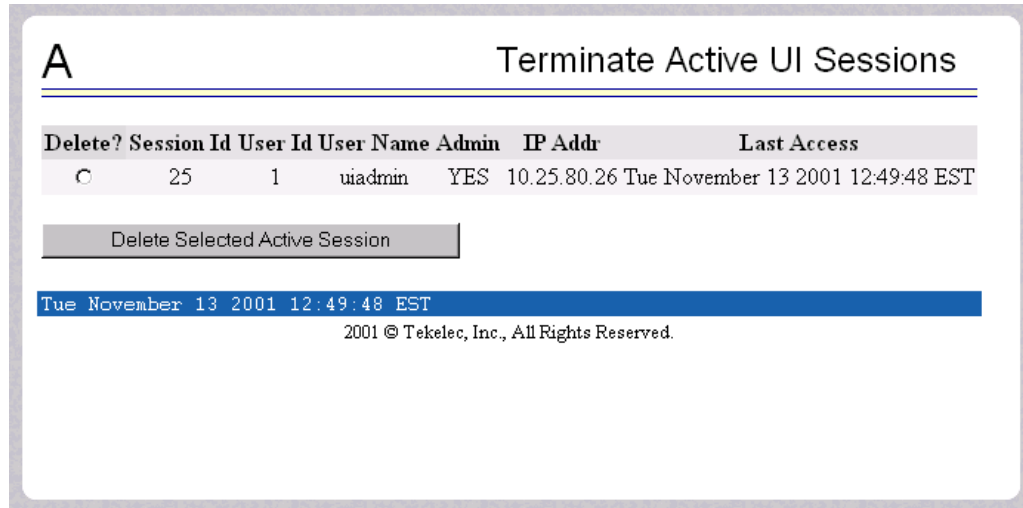 A Terminate Active UI Sessions
Delete? Session Id User Id User Name Admin IP Addr Last Access
25 1 uiadmin YES 10.25.80.26 Tue November 13 2001 12:49:48 EST
Delete Selected Active Session
Tue November 13 2001 12:49:48 EST
2001 © Tekelec, Inc., All Rights Reserved.